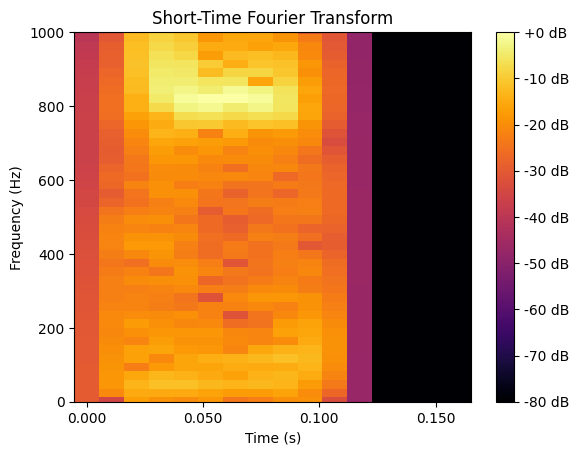 Short-Time Fourier Transform
Frequency (Hz)
1000
800
600
400
200
0
0.000
0.050
0.100
0.150
Time (s)
+0 dB
-10 dB
-20 dB
-30 dB
-40 dB
-50 dB
-60 dB
-70 dB
-80 dB